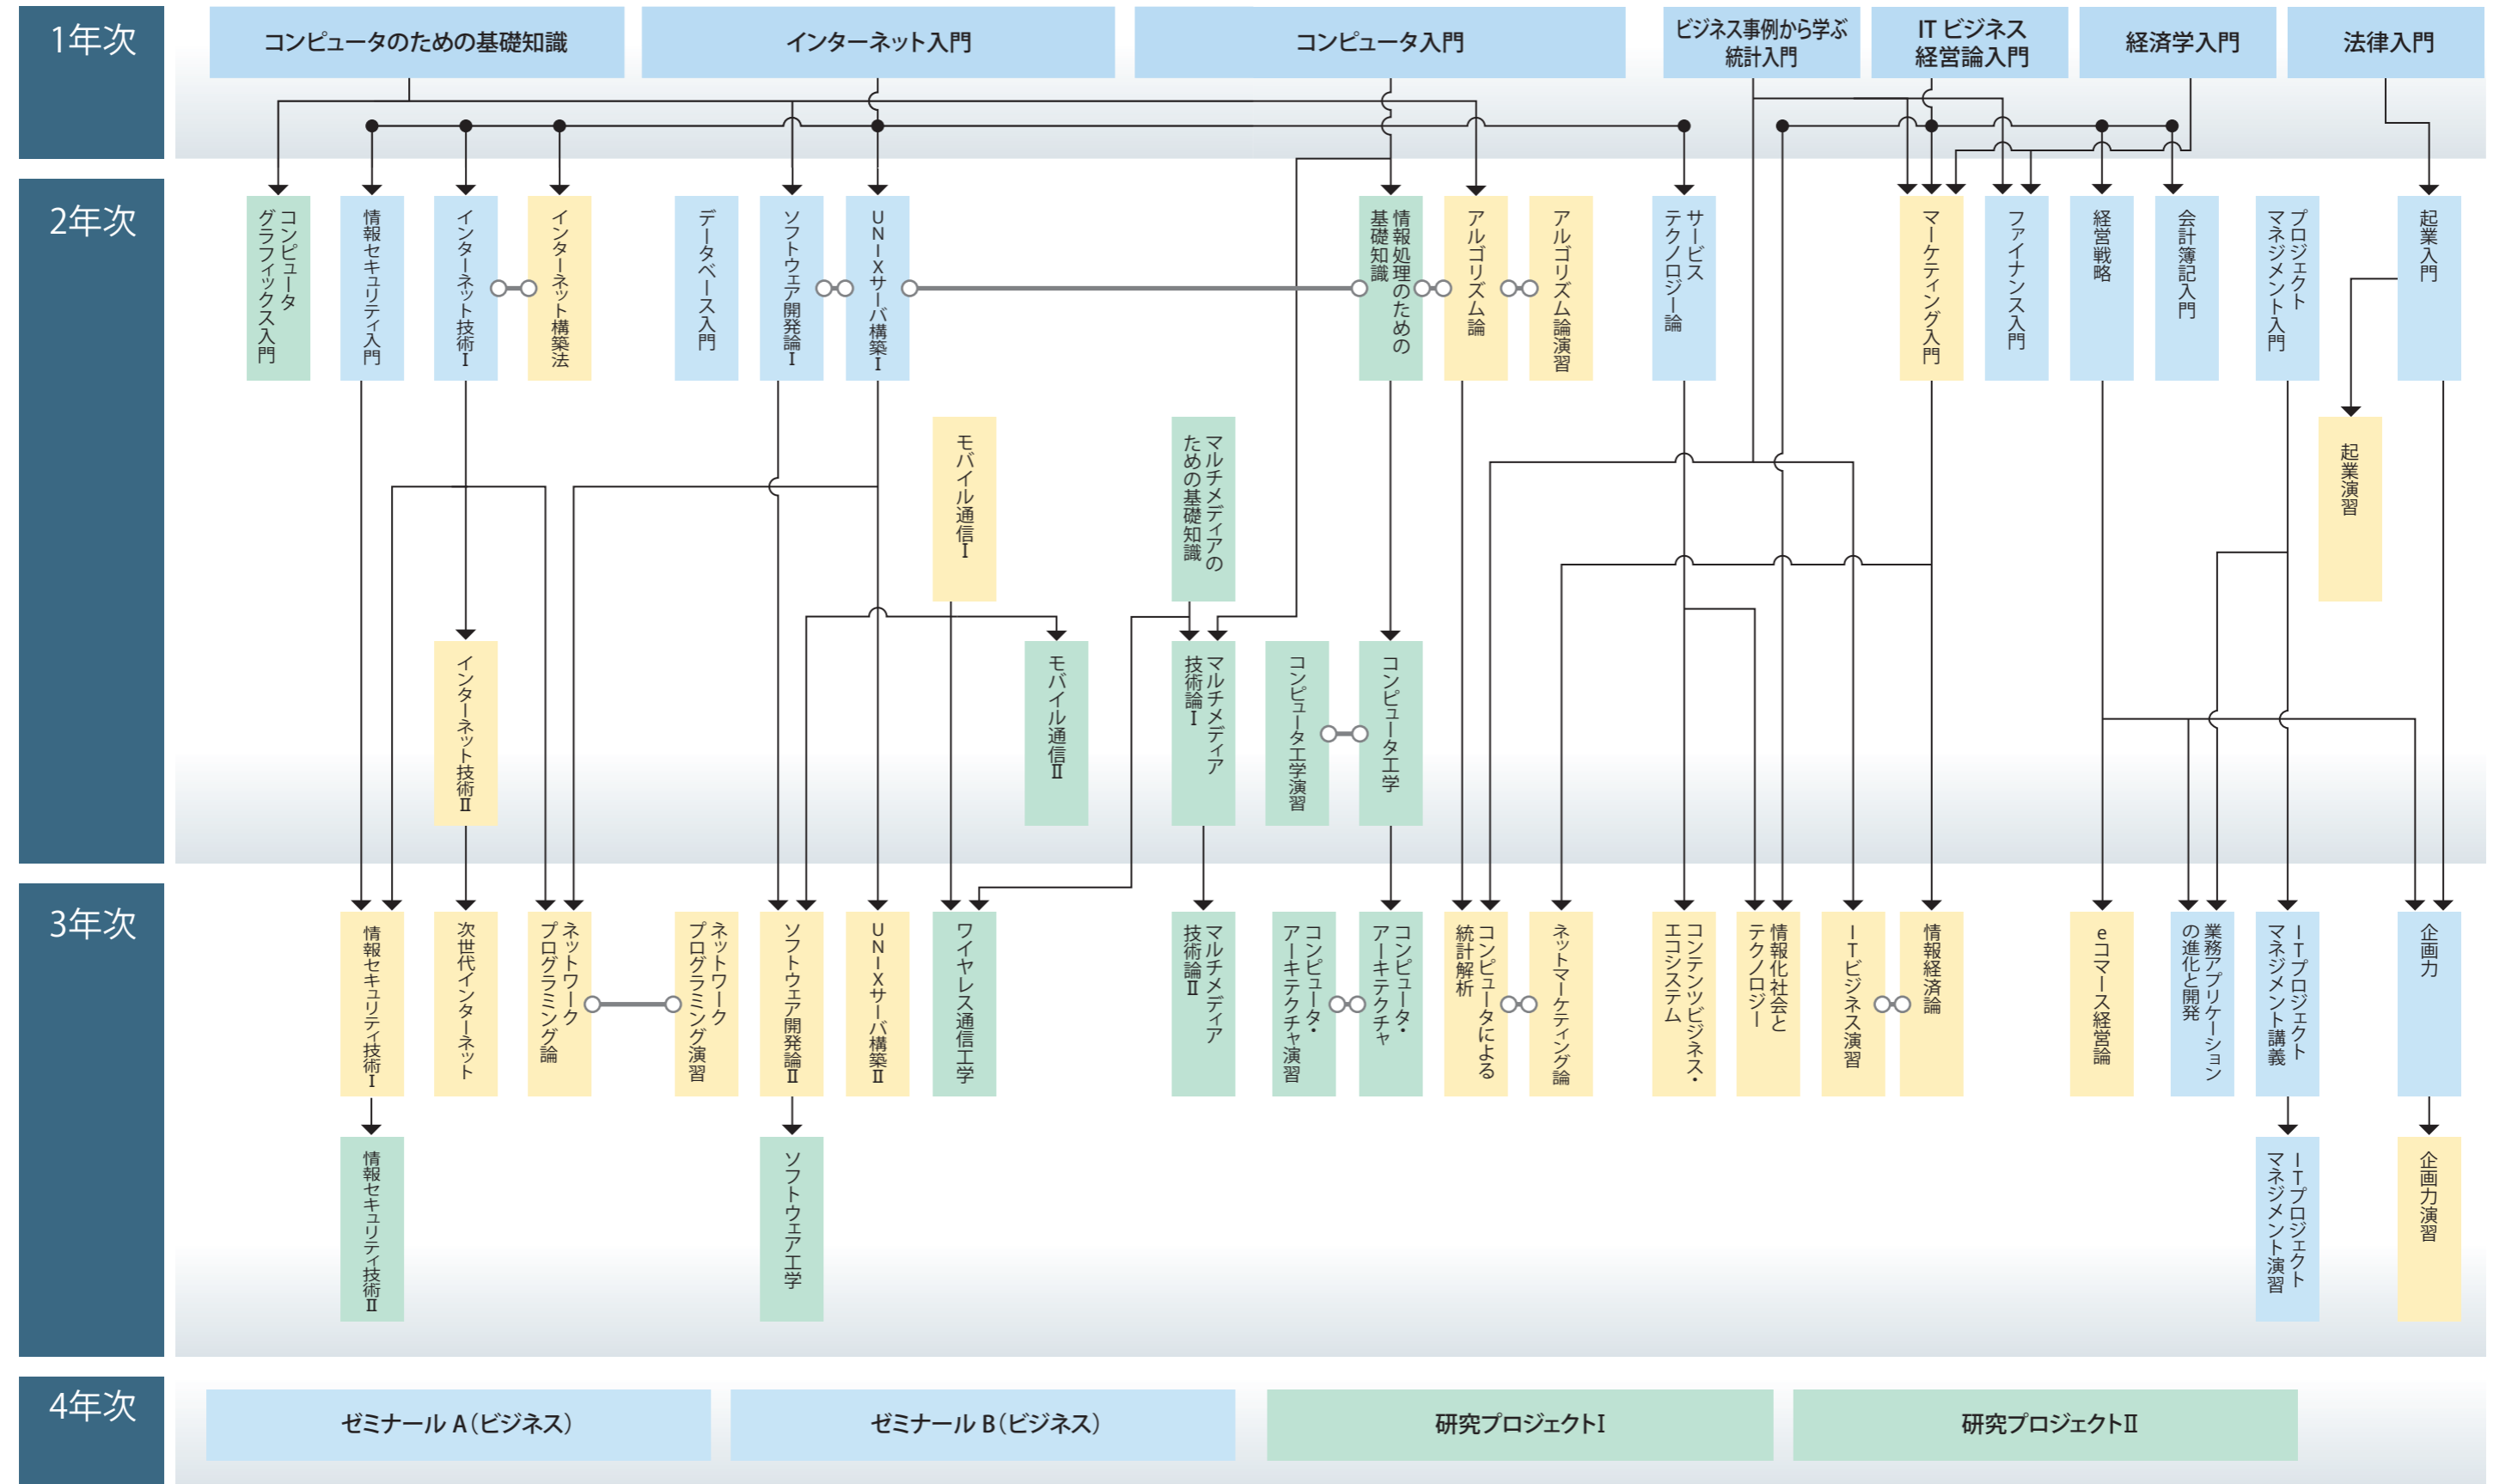 1年次
コンピュータのための基礎知識
インターネット入門
コンピュータ入門
ビジネス事例から学ぶ
統計入門
IT ビジネス
経営論入門
経済学入門
法律入門
2年次
コンピュータ
グラフィックス入門
情報セキュリティ入門
インターネット技術Ⅰ
インターネット構築法
データベース入門
ソフトウェア開発論Ⅰ
UNIXサーバ構築Ⅰ
情報処理のための
基礎知識
アルゴリズム論
アルゴリズム論演習
サービス
テクノロジー論
マーケティング入門
ファイナンス入門
経営戦略
会計簿記入門
プロジェクト
マネジメント入門
起業入門
モバイル通信Ⅰ
マルチメディアの
ための基礎知識
起業演習
インターネット技術Ⅱ
モバイル通信Ⅱ
マルチメディア
技術論Ⅰ
コンピュータ工学演習
コンピュータ工学
3年次
情報セキュリティ技術Ⅰ
次世代インターネット
ネットワーク
プログラミング論
ネットワーク
プログラミング演習
ソフトウェア開発論Ⅱ
UNIXサーバ構築Ⅱ
ワイヤレス通信工学
マルチメディア
技術論Ⅱ
コンピュータ・
アーキテクチャ演習
コンピュータ・
アーキテクチャ
コンピュータによる
統計解析
ネットマーケティング論
コンテンツビジネス・
エコシステム
情報化社会と
テクノロジー
ITビジネス演習
情報経済論
eコマース経営論
業務アプリケーション
の進化と開発
ITプロジェクト
マネジメント講義
企画力
情報セキュリティ技術Ⅱ
ソフトウェア工学
ITプロジェクト
マネジメント演習
企画力演習
4年次
ゼミナール A(ビジネス)
ゼミナール B(ビジネス)
研究プロジェクトⅠ
研究プロジェクトⅡ